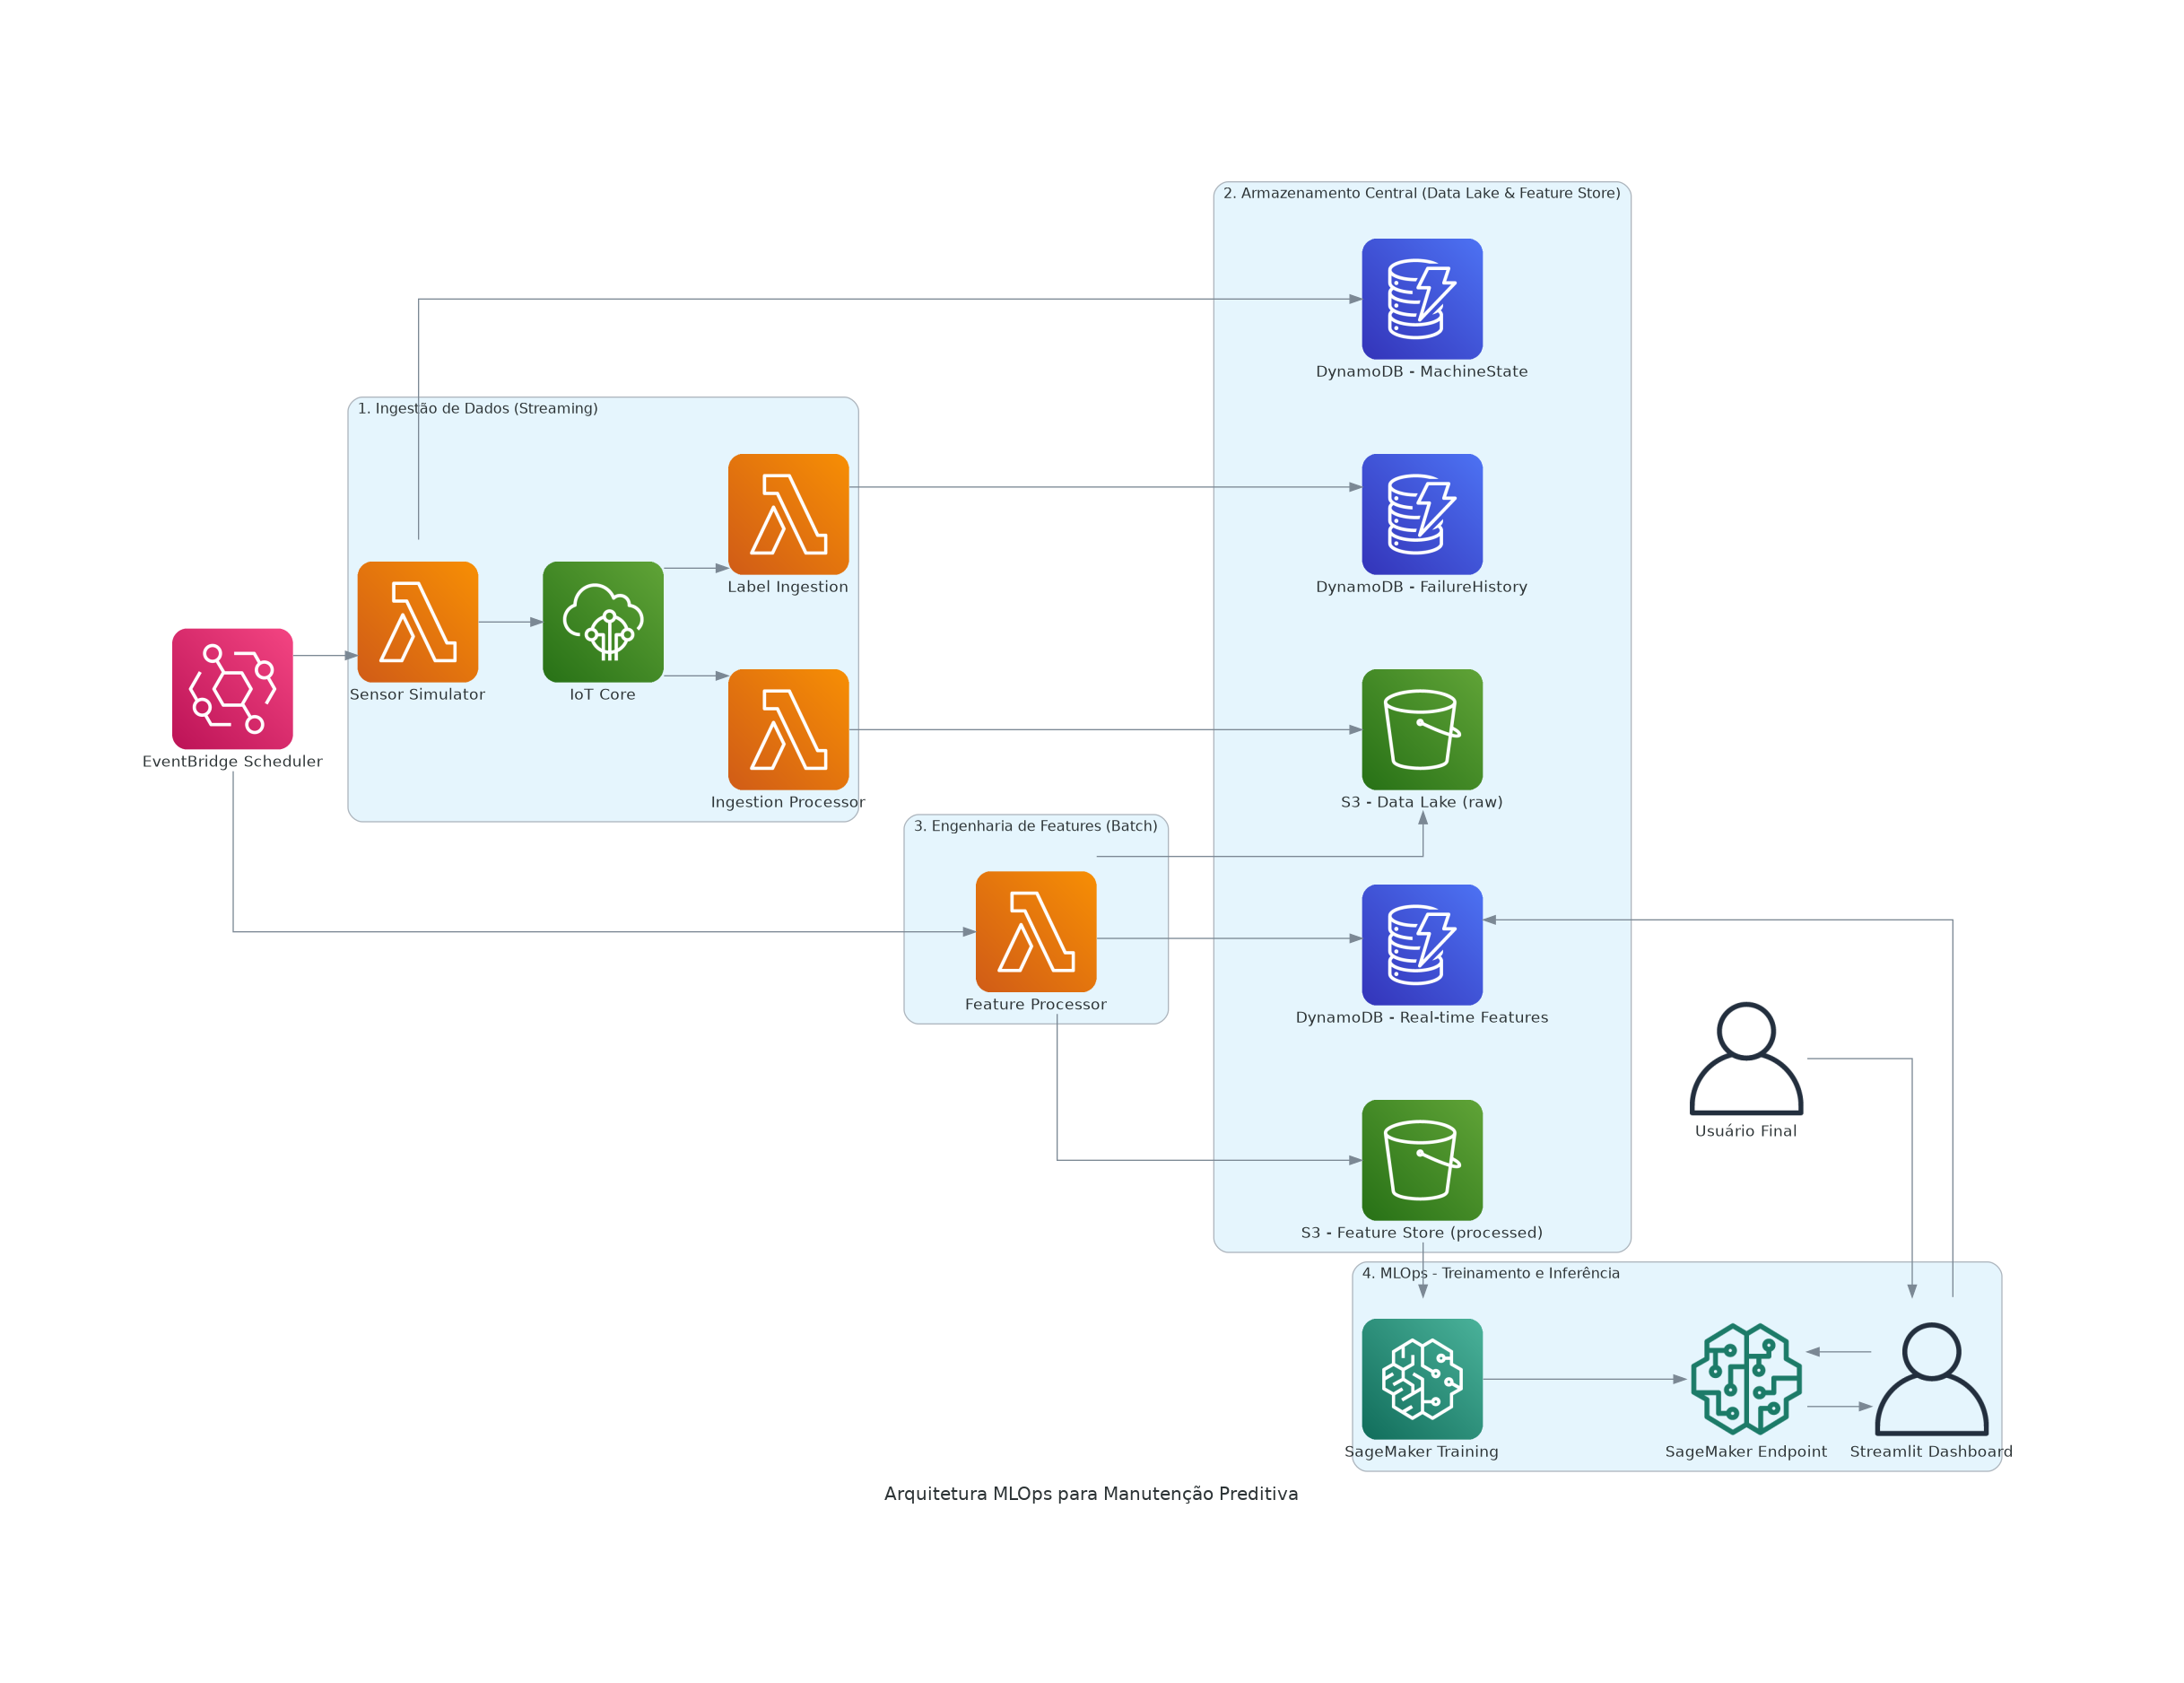 2. Armazenamento Central (Data Lake & Feature Store)
DynamoDB - MachineState
1. Ingestão de Dados (Streaming)
Label Ingestion
DynamoDB - FailureHistory
Sensor Simulator
IoT Core
EventBridge Scheduler
Ingestion Processor
S3 - Data Lake (raw)
3. Engenharia de Features (Batch)
Feature Processor
DynamoDB - Real-time Features
Usuário Final
S3 - Feature Store (processed)
4. MLOps - Treinamento e Inferência
SageMaker Training
SageMaker Endpoint
Streamlit Dashboard
Arquitetura MLOps para Manutenção Preditiva